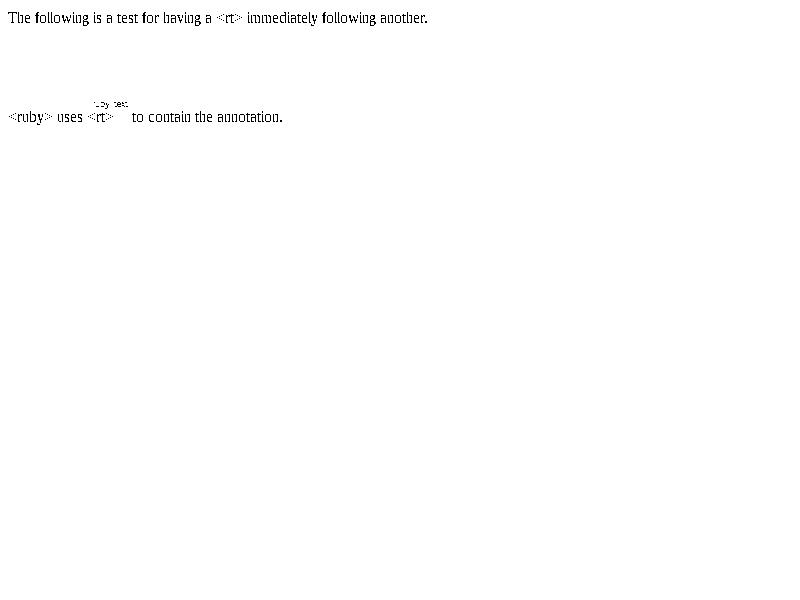 The following is a test for having a <rt> immediately following another.
ruby text
<ruby> uses <rt> to contain the annotation.